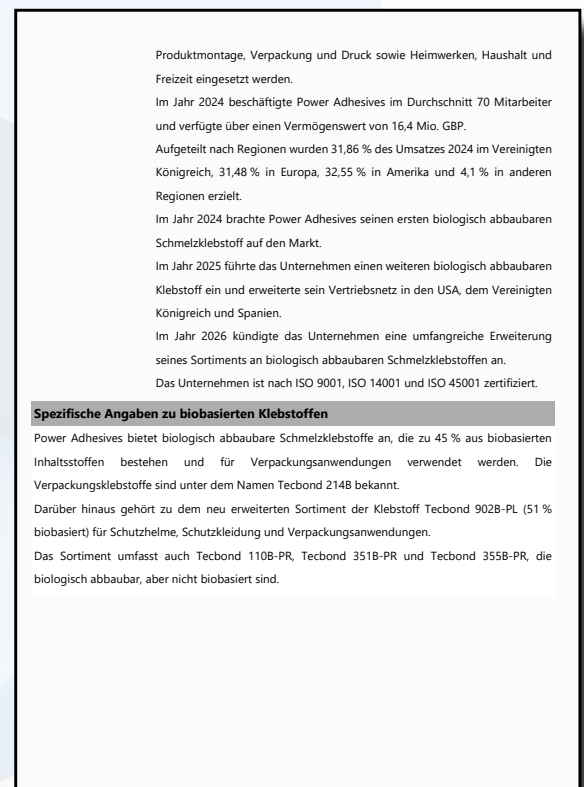 Produktmontage, Verpackung und Druck sowie Heimwerken, Haushalt und
Freizeit eingesetzt werden.
Im Jahr 2024 beschäftigte Power Adhesives im Durchschnitt 70 Mitarbeiter
und verfügte über einen Vermögenswert von 16,4 Mio. GBP.
Aufgeteilt nach Regionen wurden 31,86 % des Umsatzes 2024 im Vereinigten
Königreich, 31,48 % in Europa, 32,55 % in Amerika und 4,1 % in anderen
Regionen erzielt.
Im Jahr 2024 brachte Power Adhesives seinen ersten biologisch abbaubaren
Schmelzklebstoff auf den Markt.
Im Jahr 2025 führte das Unternehmen einen weiteren biologisch abbaubaren
Klebstoff ein und erweiterte sein Vertriebsnetz in den USA, dem Vereinigten
Königreich und Spanien.
Im Jahr 2026 kündigte das Unternehmen eine umfangreiche Erweiterung
seines Sortiments an biologisch abbaubaren Schmelzklebstoffen an.
Das Unternehmen ist nach ISO 9001, ISO 14001 und ISO 45001 zertifiziert.
Spezifische Angaben zu biobasierten Klebstoffen
Power Adhesives bietet biologisch abbaubare Schmelzklebstoffe an, die zu 45 % aus biobasierten
Inhaltsstoffen bestehen und für Verpackungsanwendungen verwendet werden. Die
Verpackungsklebstoffe sind unter dem Namen Tecbond 214B bekannt.
Darüber hinaus gehört zu dem neu erweiterten Sortiment der Klebstoff Tecbond 902B-PL (51 %
biobasiert) für Schutzhelme, Schutzkleidung und Verpackungsanwendungen.
Das Sortiment umfasst auch Tecbond 110B-PR, Tecbond 351B-PR und Tecbond 355B-PR, die
biologisch abbaubar, aber nicht biobasiert sind.